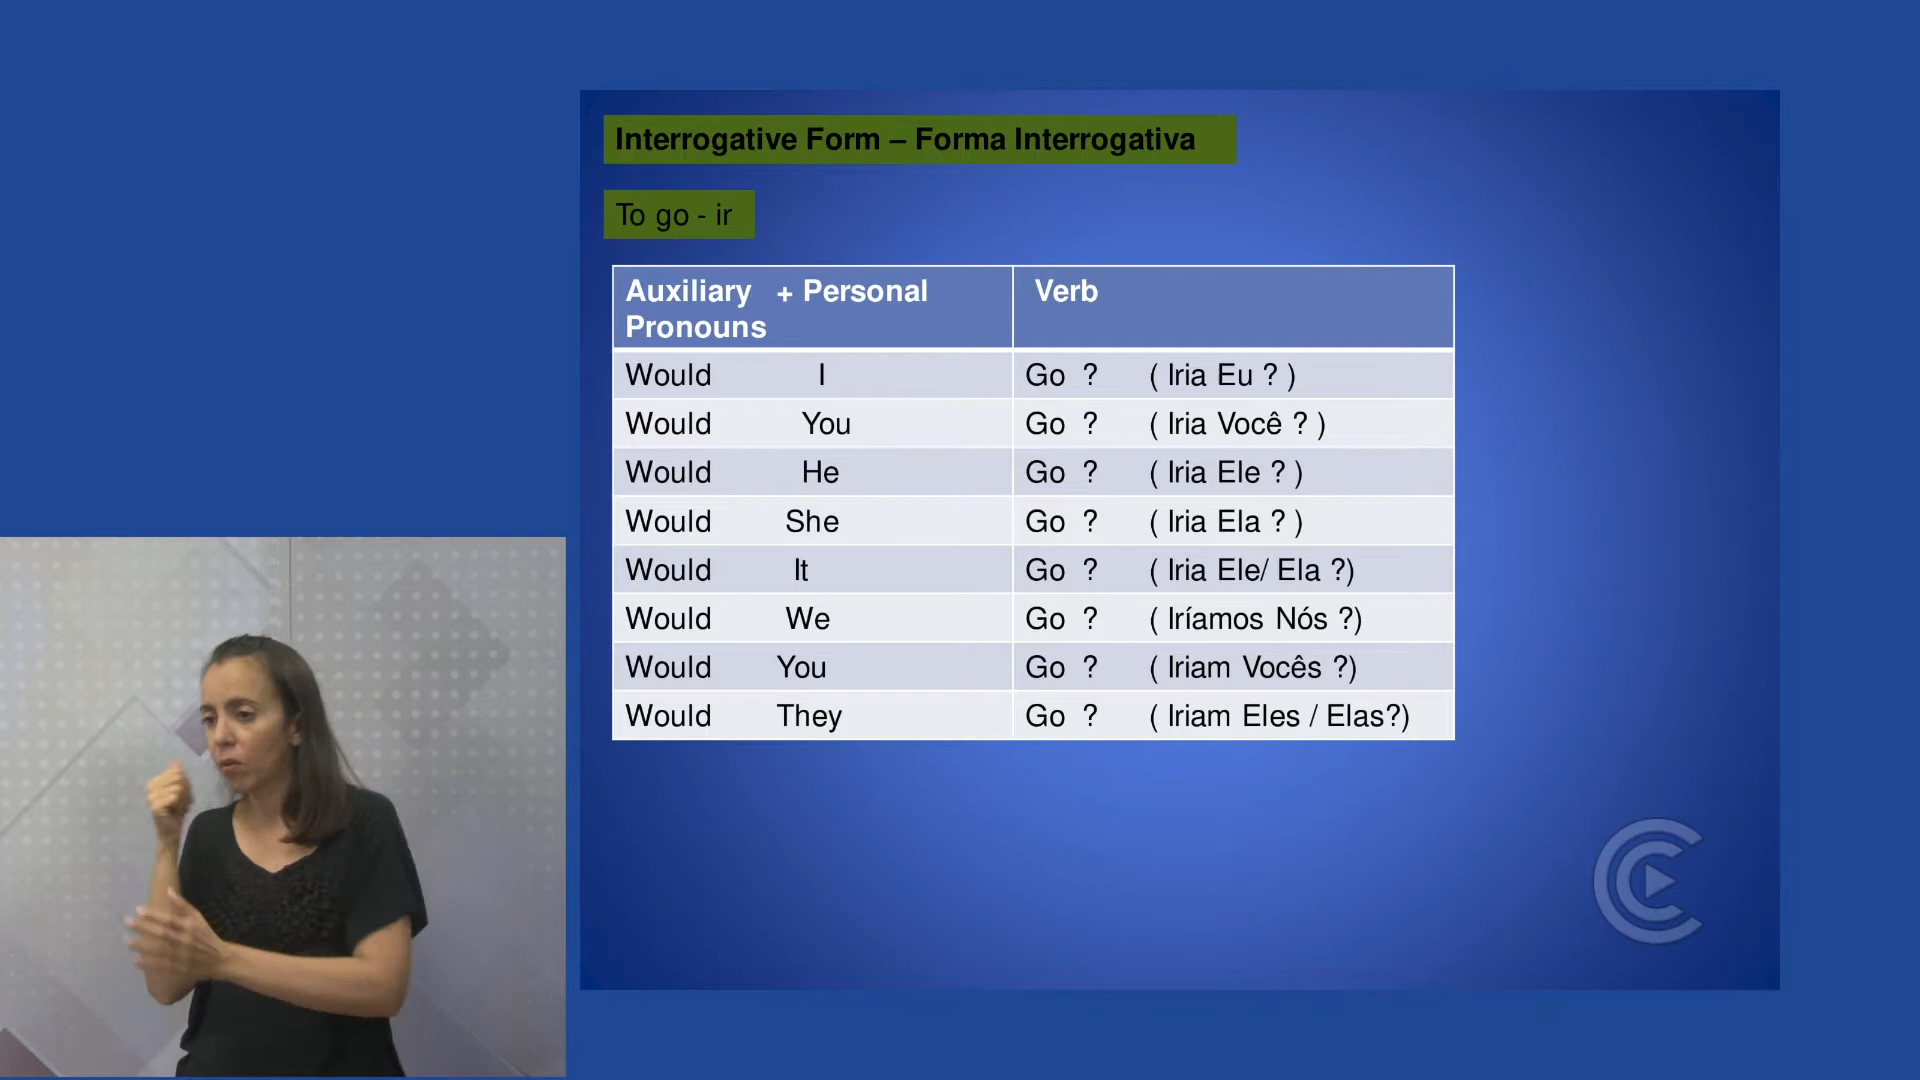 Interrogative Form – Forma Interrogativa
To go - ir
Auxiliary + Personal Pronouns Verb
Would I Go ? ( Iria Eu ? )
Would You Go ? ( Iria Você ? )
Would He Go ? ( Iria Ele ? )
Would She Go ? ( Iria Ela ? )
Would It Go ? ( Iria Ele/ Ela ?)
Would We Go ? ( Iríamos Nós ?)
Would You Go ? ( Iriam Vocês ?)
Would They Go ? ( Iriam Eles / Elas?)